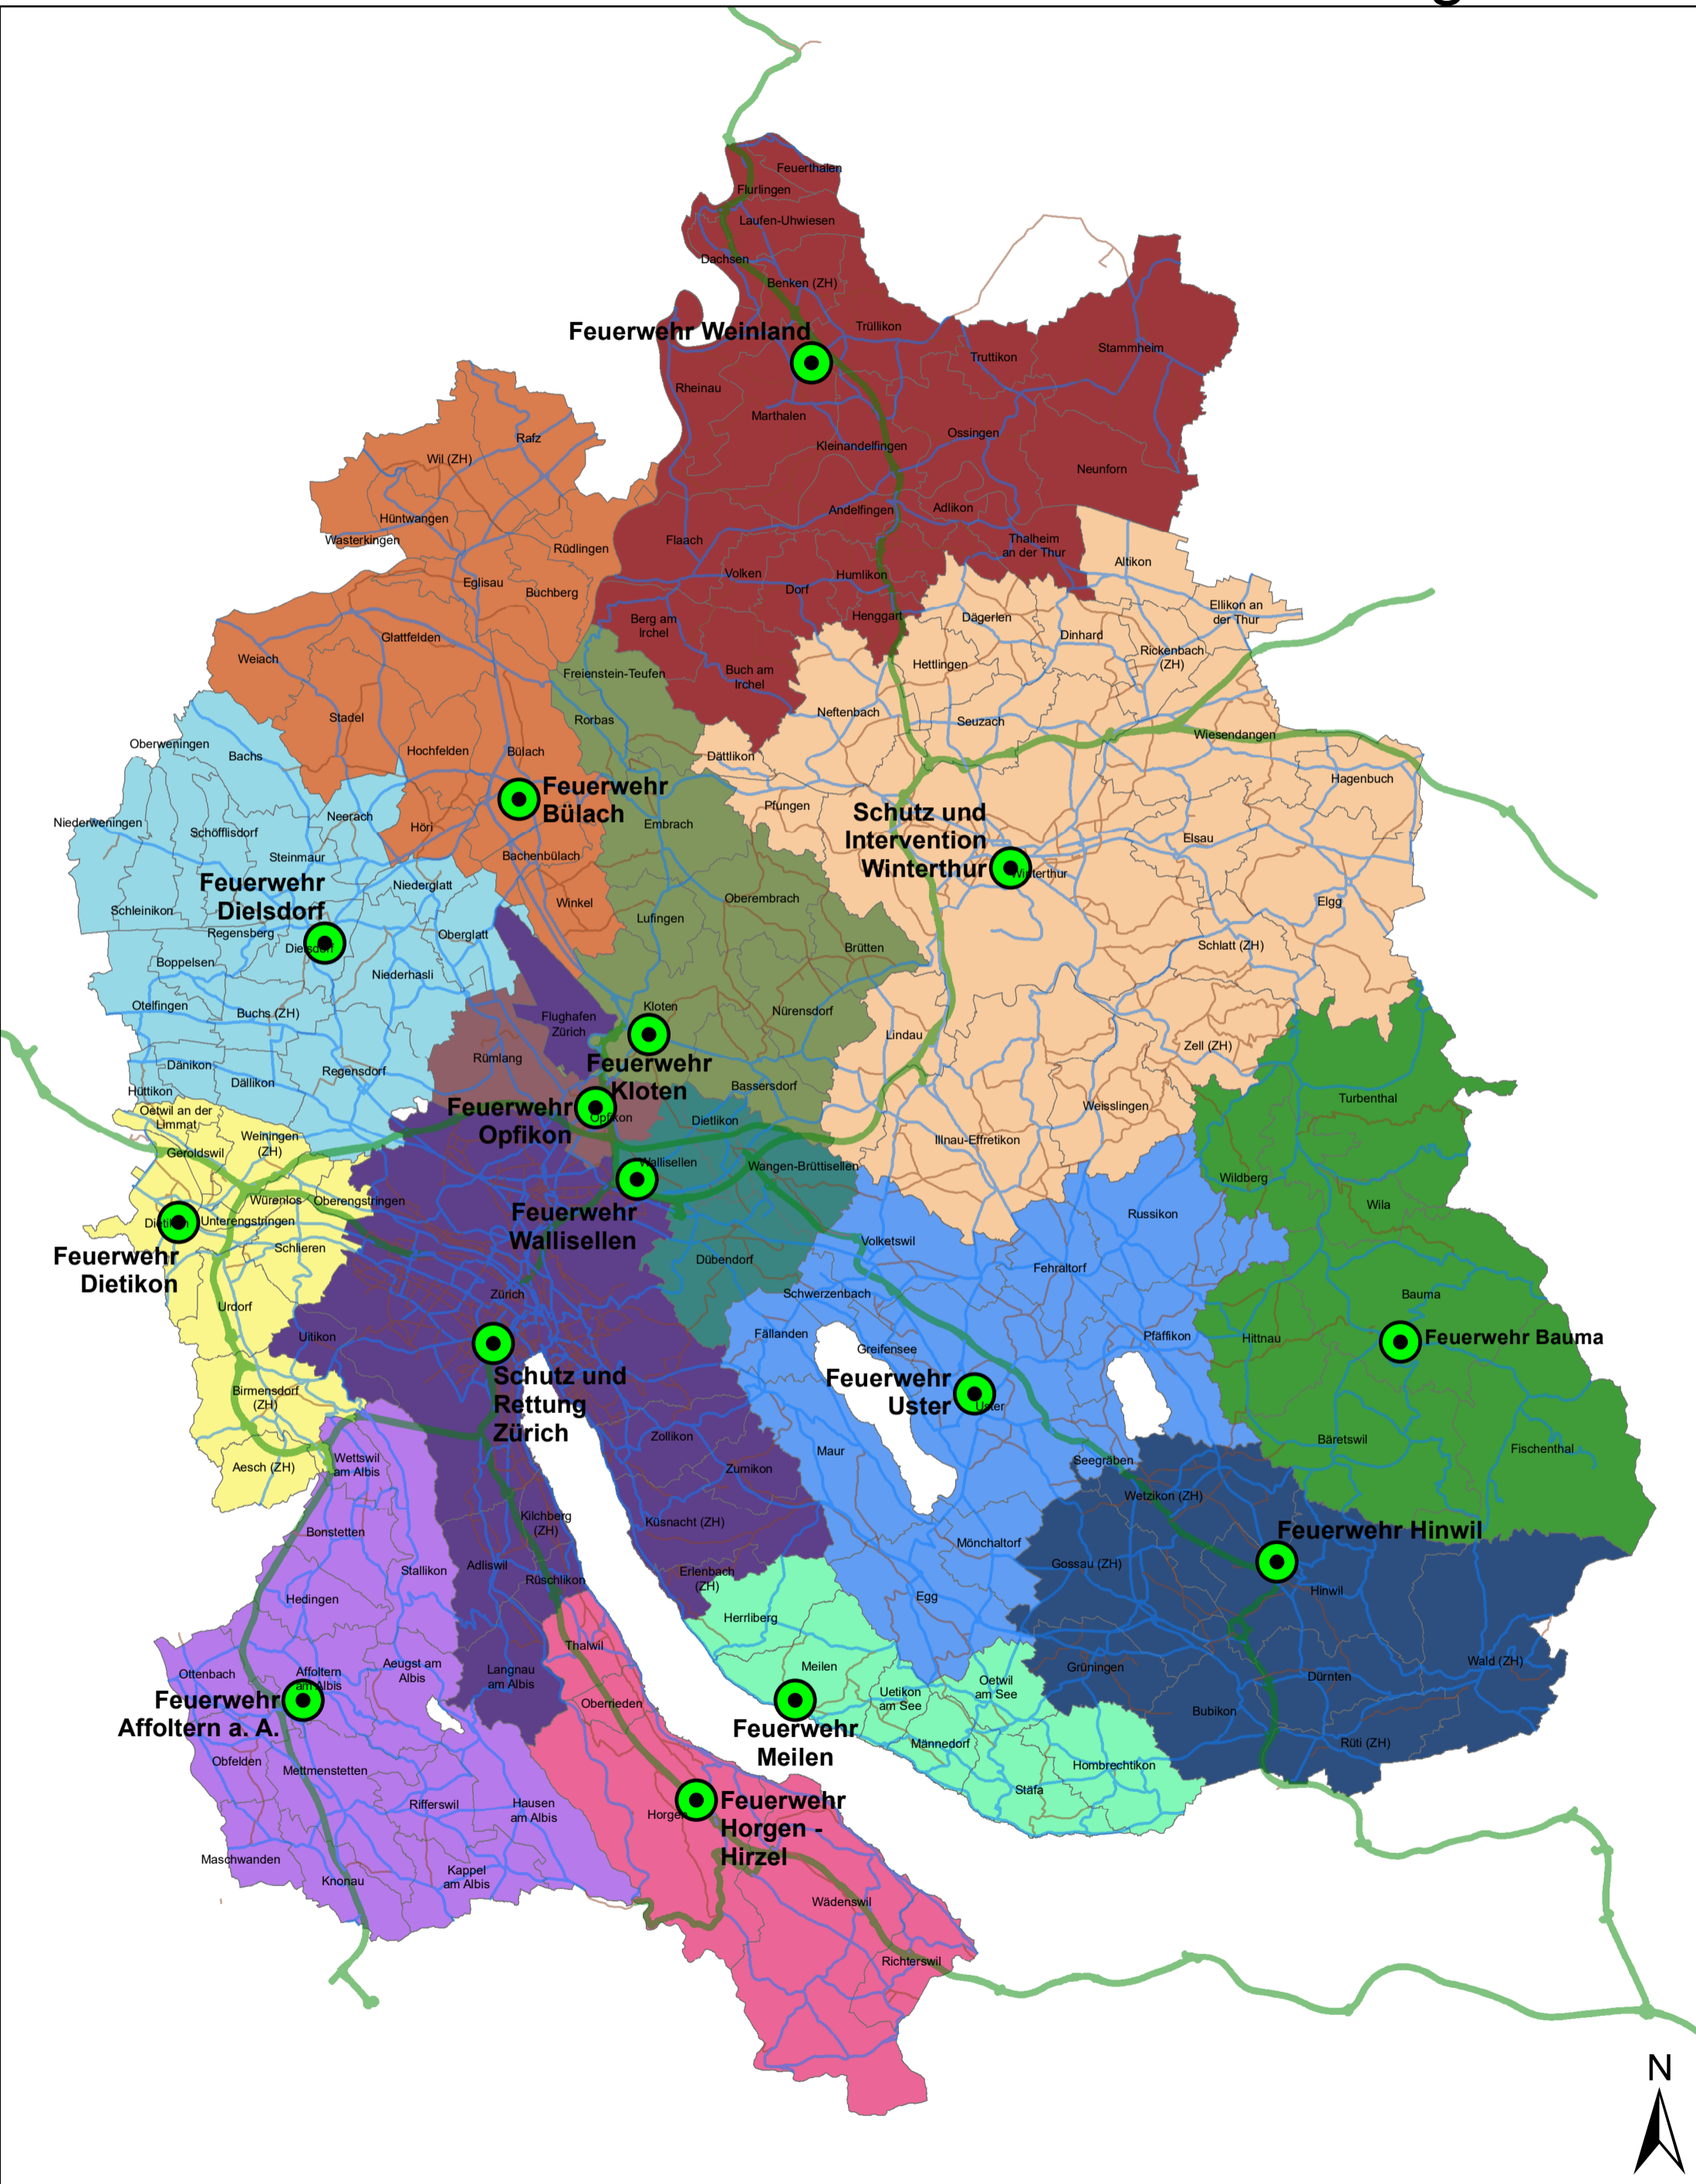 Feuerthalen
Flurlingen
Laufen-Uhwiesen
Dachsen
Benken (ZH)
Trüllikon
Feuerwehr Weinland
Stammheim
Truttikon
Rheinau
Marthalen
Ossingen
Kleinandelfingen
Rafz
Wil (ZH)
Neunforn
Andelfingen
Adlikon
Hüntwangen
Wasterkingen
Flaach
Rüdlingen
Thalheim
an der Thur
Altikon
Volken
Humlikon
Eglisau
Buchberg
Dorf
Henggart
Dägerlen
Ellikon an
der Thur
Berg am
Irchel
Glattfelden
Dinhard
Rickenbach
(ZH)
Weiach
Hettlingen
Freienstein-Teufen
Buch am
Irchel
Neftenbach
Stadel
Rorbas
Seuzach
Wiesendangen
Oberweningen
Bachs
Hochfelden
Bülach
Dättlikon
Hagenbuch
Feuerwehr
Bülach
Pfungen
Schutz und
Intervention
Winterthur
Winterthur
Niederweningen
Schöfflisdorf
Neerach
Höri
Embrach
Elsau
Steinmaur
Bachenbülach
Feuerwehr
Dielsdorf
Dielsdorf
Niederglatt
Schleinikon
Winkel
Oberembrach
Elgg
Lufingen
Regensberg
Oberglatt
Brütten
Schlatt (ZH)
Boppelsen
Niederhasli
Otelfingen
Buchs (ZH)
Flughafen
Zürich
Kloten
Nürensdorf
Lindau
Zell (ZH)
Rümlang
Feuerwehr
Kloten
Dänikon
Dällikon
Regensdorf
Hüttikon
Bassersdorf
Turbenthal
Weisslingen
Feuerwehr
Opfikon
Opfikon
Dietlikon
Oetwil an der
Limmat
Weiningen
(ZH)
Geroldswil
Illnau-Effretikon
Wallisellen
Wangen-Brüttisellen
Wildberg
Wila
Würenlos
Oberengstringen
Dietikon
Unterengstringen
Feuerwehr
Wallisellen
Russikon
Feuerwehr
Dietikon
Schlieren
Volketswil
Dübendorf
Fehraltorf
Zürich
Schwerzenbach
Bauma
Urdorf
Uitikon
Fällanden
Greifensee
Pfäffikon
Hittnau
Feuerwehr Bauma
Schutz und
Rettung
Zürich
Feuerwehr
Uster
Uster
Birmensdorf
(ZH)
Zollikon
Maur
Bäretswil
Fischenthal
Aesch (ZH)
Wettswil
am Albis
Zumikon
Seegräben
Wetzikon (ZH)
Bonstetten
Kilchberg
(ZH)
Küsnacht (ZH)
Feuerwehr Hinwil
Mönchaltorf
Gossau (ZH)
Stallikon
Adliswil
Rüschlikon
Erlenbach
(ZH)
Hinwil
Hedingen
Egg
Herrliberg
Thalwil
Ottenbach
Affoltern
am Albis
Aeugst am
Albis
Langnau
am Albis
Meilen
Grüningen
Wald (ZH)
Dürnten
Oetwil
am See
Uetikon
am See
Feuerwehr
Affoltern a. A.
Oberrieden
Bubikon
Feuerwehr
Meilen
Männedorf
Rüti (ZH)
Obfelden
Mettmenstetten
Hombrechtikon
Stäfa
Rifferswil
Hausen
am Albis
Horgen
Feuerwehr
Horgen -
Hirzel
Maschwanden
Knonau
Kappel
am Albis
Wädenswil
Richterswil
N